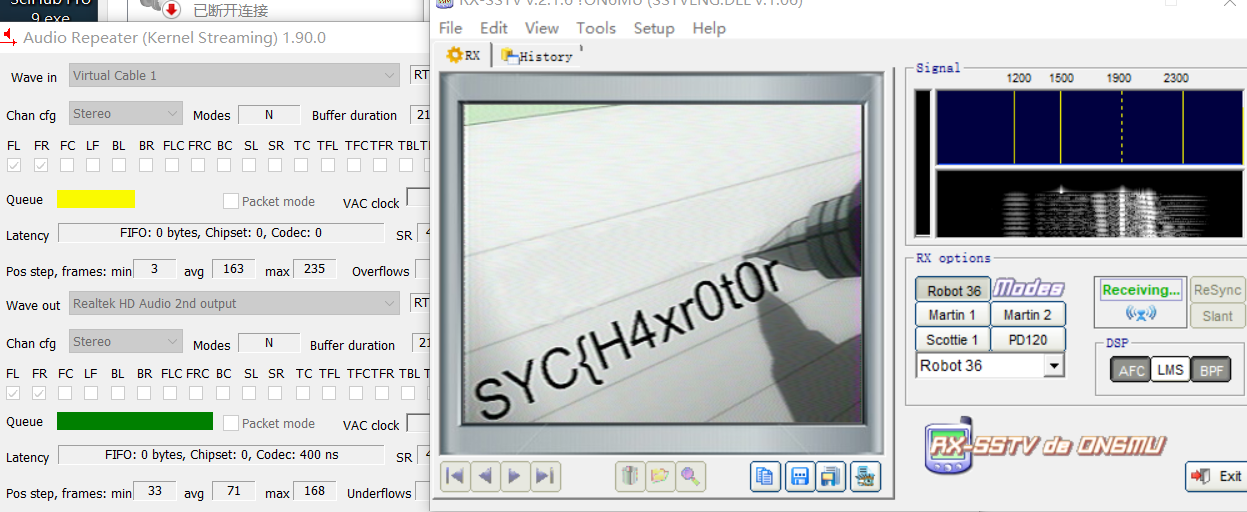 已断开连接
9.exe
Audio Repeater (Kernel Streaming) 1.90.0
Wave in Virtual Cable 1 RT
Chan cfg Stereo Modes N Buffer duration 21
FL FR FC LF BL BR FLC FRC BC SL SR TC TFL TFC TFR TBL
Queue Packet mode VAC clock
Latency FIFO: 0 bytes, Chipset: 0, Codec: 0 SR 4
Pos step, frames: min 3 avg 163 max 235 Overflows
Wave out Realtek HD Audio 2nd output RT
Chan cfg Stereo Modes N Buffer duration 21
FL FR FC LF BL BR FLC FRC BC SL SR TC TFL TFC TFR TBL T
Queue Packet mode VAC clock
Latency FIFO: 0 bytes, Chipset: 0, Codec: 400 ns SR 4
Pos step, frames: min 33 avg 71 max 168 Underflows
RX-SSTV v.2.1.6 !ON6MU (SSTVENG.DLL v.1.06)
File Edit View Tools Setup Help
RX History
SYC{H4xr0t0r
Signal
1200 1500 1900 2300
RX options
Robot 36 Modes
Martin 1 Martin 2
Scottie 1 PD120
Robot 36
Receiving... ReSync
Slant
DSP
AFC LMS BPF
RX-SSTV da ON6MU
Exit